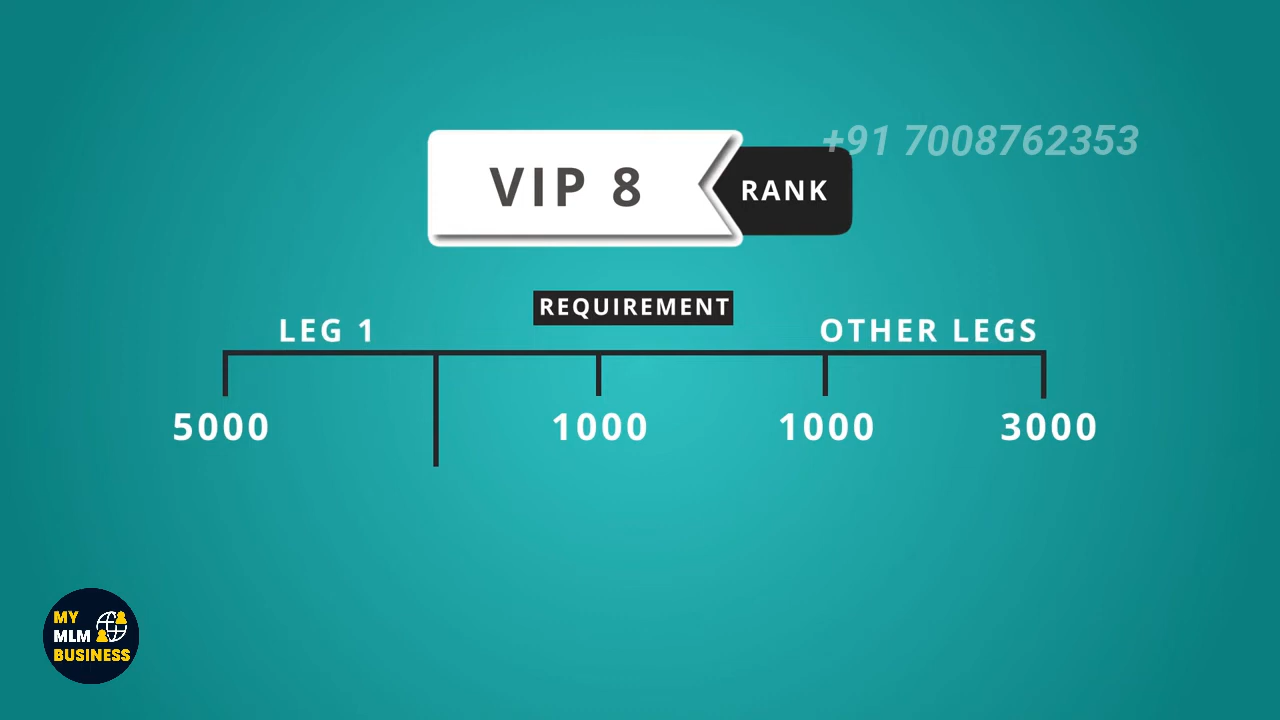 +91 7008762353
VIP 8
RANK
REQUIREMENT
LEG 1
OTHER LEGS
5000
1000
1000
3000
MY
MLM
BUSINESS